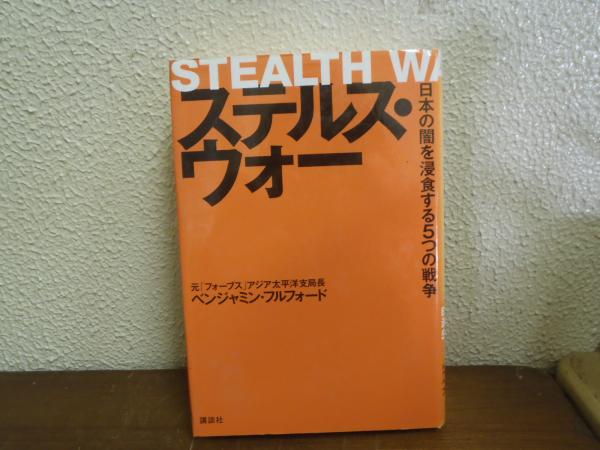 STEALTH WA
ステルス・
ウォー
日本の闇を浸食する5つの戦争
元「フォーブス」アジア太平洋支局長
ベンジャミン・フルフォード
講談社